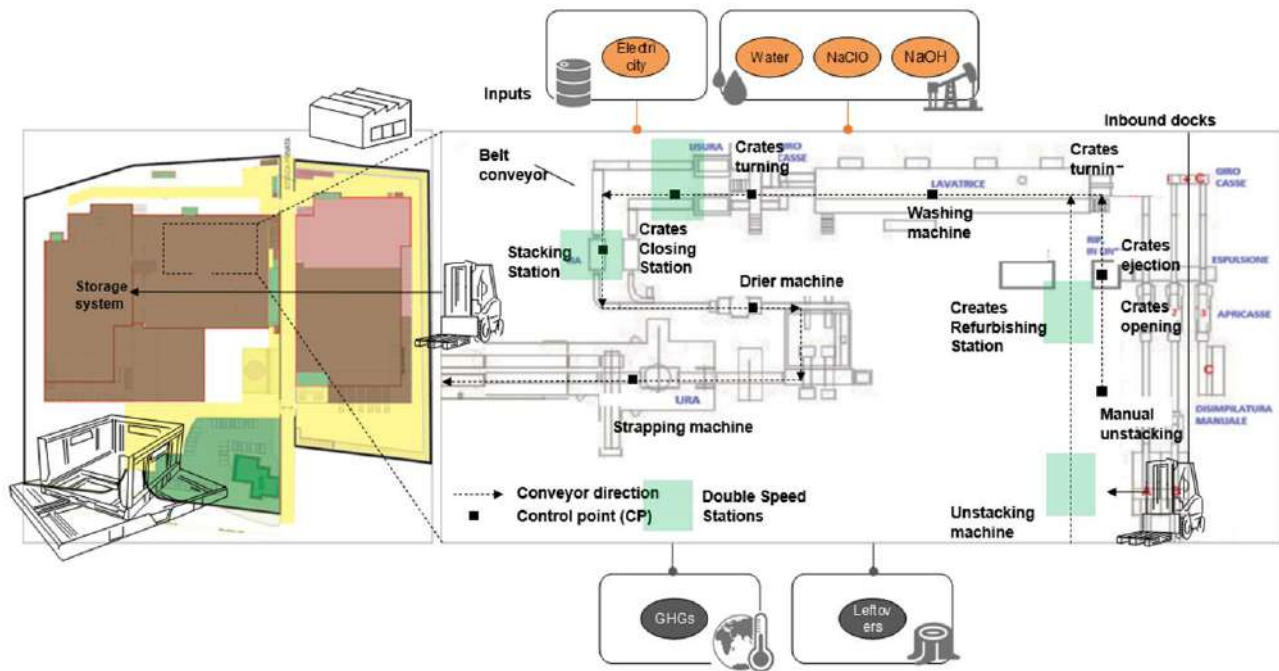 Electri
city
Water
NaClO
NaOH
Inputs
Inbound docks
Belt
conveyor
USURA
Crates
turning
GIRO
CASSE
Crates
turnin
GIRO
CASSE
LAVATRICE
Washing
machine
Stacking
Station
Crates
Closing
Station
Crates
ejection
ESPULSIONE
Storage
system
Drier machine
Creates
Refurbishing
Station
Crates
opening
2
3
APRICASSE
C
URA
Strapping machine
Manual
unstacking
DISIMPILATURA
MANUALE
Conveyor direction
Control point (CP)
Double Speed
Stations
Unstacking
machine
GHGs
Leftov
ers